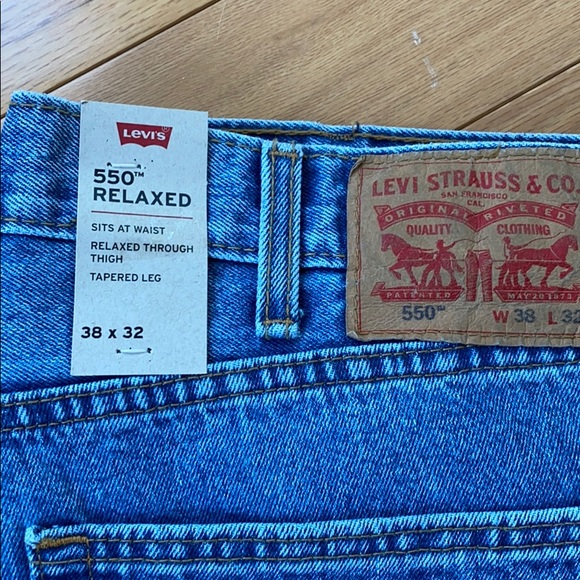 LEVI'S
550™
RELAXED
SITS AT WAIST
RELAXED THROUGH
THIGH
TAPERED LEG
38 x 32
LEVI STRAUSS & CO
SAN FRANCISCO
CAL.
ORIGINAL RIVETED
QUALITY CLOTHING
PATENTED MAY 20 1873
550™ W 38 L 32